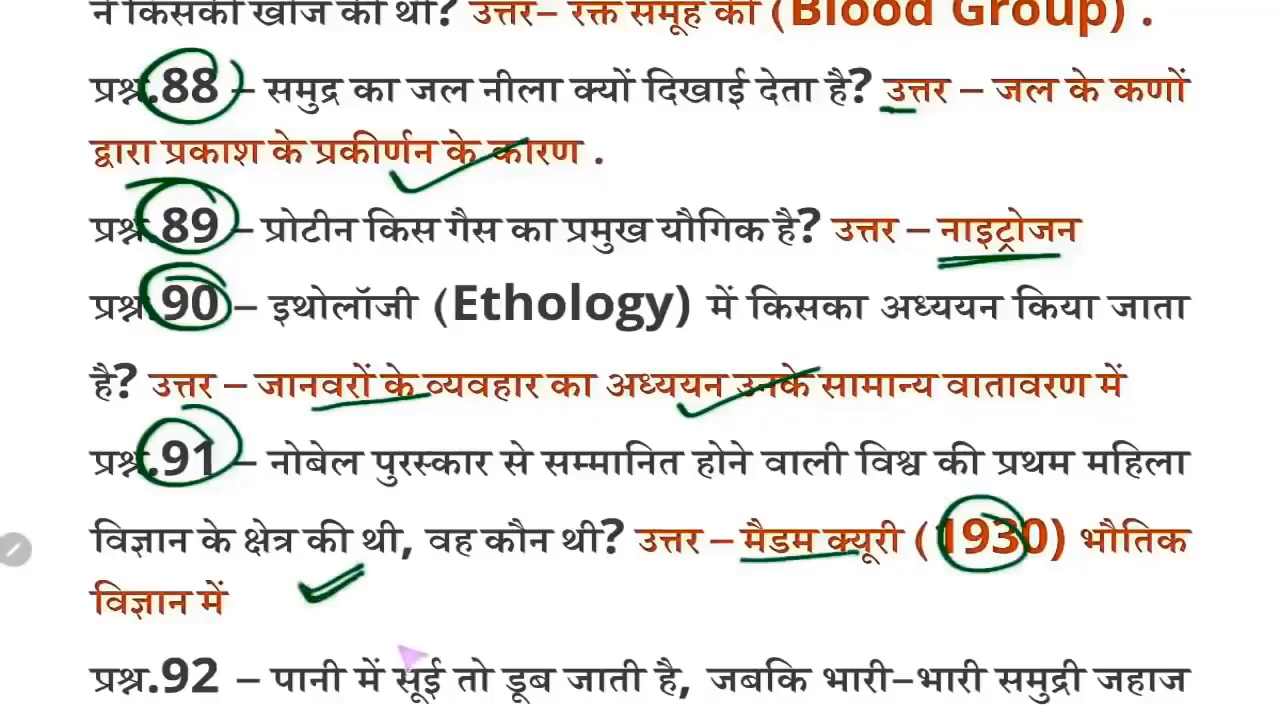 ने किसकी खोज की थी? उत्तर– रक्त समूह की (Blood Group) .
प्रश्न.88 – समुद्र का जल नीला क्यों दिखाई देता है? उत्तर – जल के कणों
द्वारा प्रकाश के प्रकीर्णन के कारण .
प्रश्न.89 – प्रोटीन किस गैस का प्रमुख यौगिक है? उत्तर – नाइट्रोजन
प्रश्न.90 – इथोलॉजी (Ethology) में किसका अध्ययन किया जाता
है? उत्तर – जानवरों के व्यवहार का अध्ययन उनके सामान्य वातावरण में
प्रश्न.91 – नोबेल पुरस्कार से सम्मानित होने वाली विश्व की प्रथम महिला
विज्ञान के क्षेत्र की थी, वह कौन थी? उत्तर – मैडम क्यूरी (1930) भौतिक
विज्ञान में
प्रश्न.92 – पानी में सूई तो डूब जाती है, जबकि भारी–भारी समुद्री जहाज